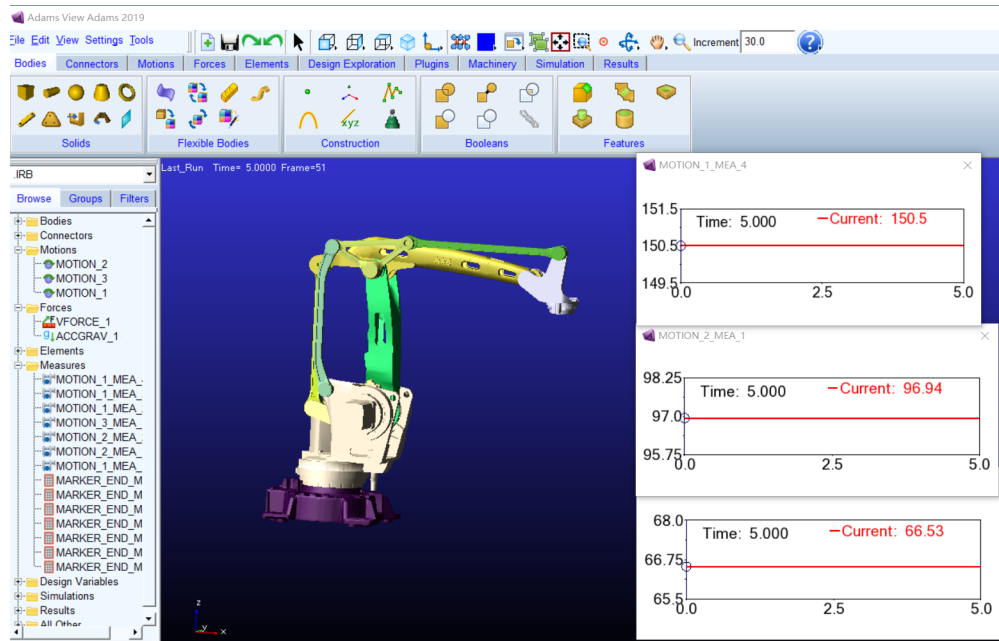 Adams View Adams 2019
File Edit View Settings Tools
Increment 30.0
Bodies Connectors Motions Forces Elements Design Exploration Plugins Machinery Simulation Results
xyz
Solids Flexible Bodies Construction Booleans Features
.IRB
Browse Groups Filters
Bodies
Connectors
Motions
MOTION_2
MOTION_3
MOTION_1
Forces
VFORCE_1
ACCGRAV_1
Elements
Measures
MOTION_1_MEA_
MOTION_1_MEA_
MOTION_1_MEA_
MOTION_3_MEA_
MOTION_2_MEA_
MOTION_2_MEA_
MOTION_1_MEA_
MARKER_END_M
MARKER_END_M
MARKER_END_M
MARKER_END_M
MARKER_END_M
MARKER_END_M
MARKER_END_M
Design Variables
Simulations
Results
All Other
Last_Run Time= 5.0000 Frame=51
z
y
x
MOTION_1_MEA_4
151.5
Time: 5.000 Current: 150.5
150.5
149.5
0.0 2.5 5.0
MOTION_2_MEA_1
98.25
Time: 5.000 Current: 96.94
97.0
95.75
0.0 2.5 5.0
68.0
Time: 5.000 Current: 66.53
66.75
65.5
0.0 2.5 5.0